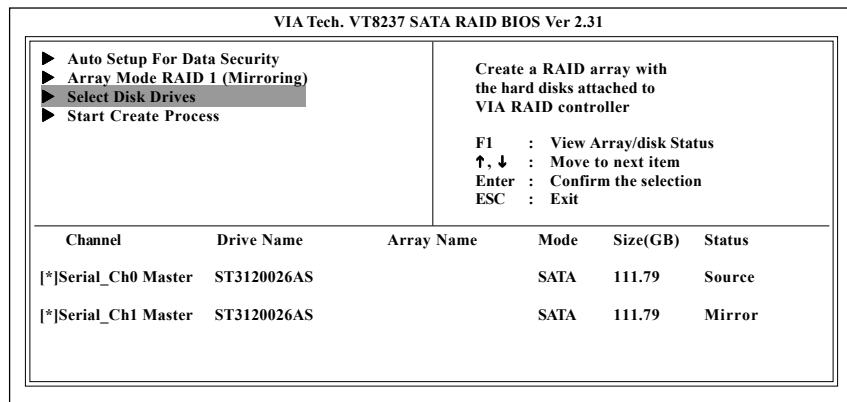 VIA Tech. VT8237 SATA RAID BIOS Ver 2.31
Auto Setup For Data Security
Array Mode RAID 1 (Mirroring)
Select Disk Drives
Start Create Process
Create a RAID array with
the hard disks attached to
VIA RAID controller
F1 : View Array/disk Status
↑, ↓ : Move to next item
Enter : Confirm the selection
ESC : Exit
Channel Drive Name Array Name Mode Size(GB) Status
[*]Serial_Ch0 Master ST3120026AS SATA 111.79 Source
[*]Serial_Ch1 Master ST3120026AS SATA 111.79 Mirror